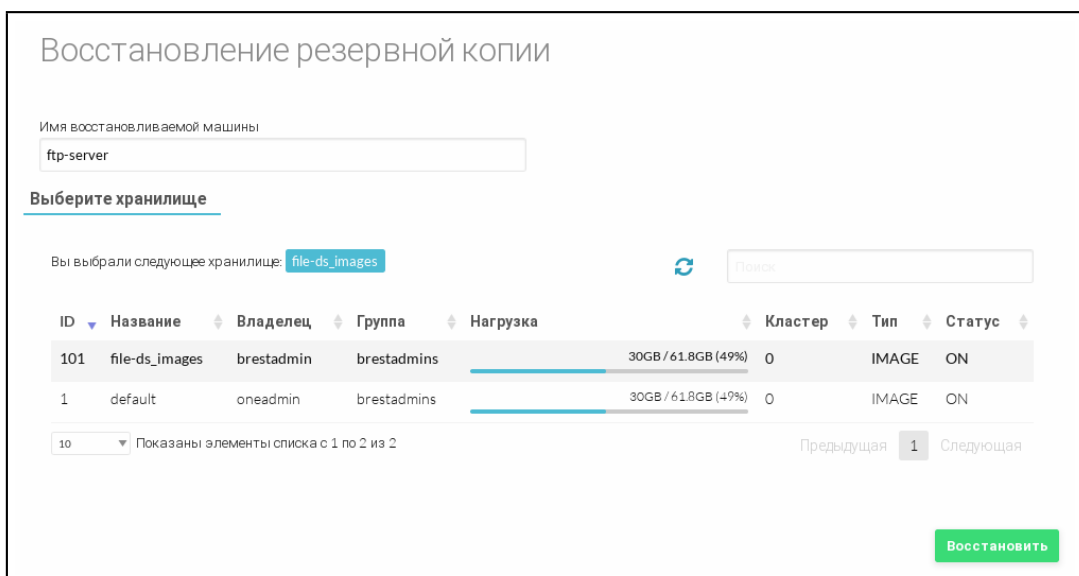 Восстановление резервной копии
Имя восстановливаемой машины
ftp-server
Выберите хранилище
Вы выбрали следующее хранилище: file-ds_images
Поиск
ID Название Владелец Группа Нагрузка Кластер Тип Статус
101 file-ds_images brestadmin brestadmins 30GB / 61.8GB (49%) 0 IMAGE ON
1 default oneadmin brestadmins 30GB / 61.8GB (49%) 0 IMAGE ON
10 Показаны элементы списка с 1 по 2 из 2 Предыдущая 1 Следующая
Восстановить